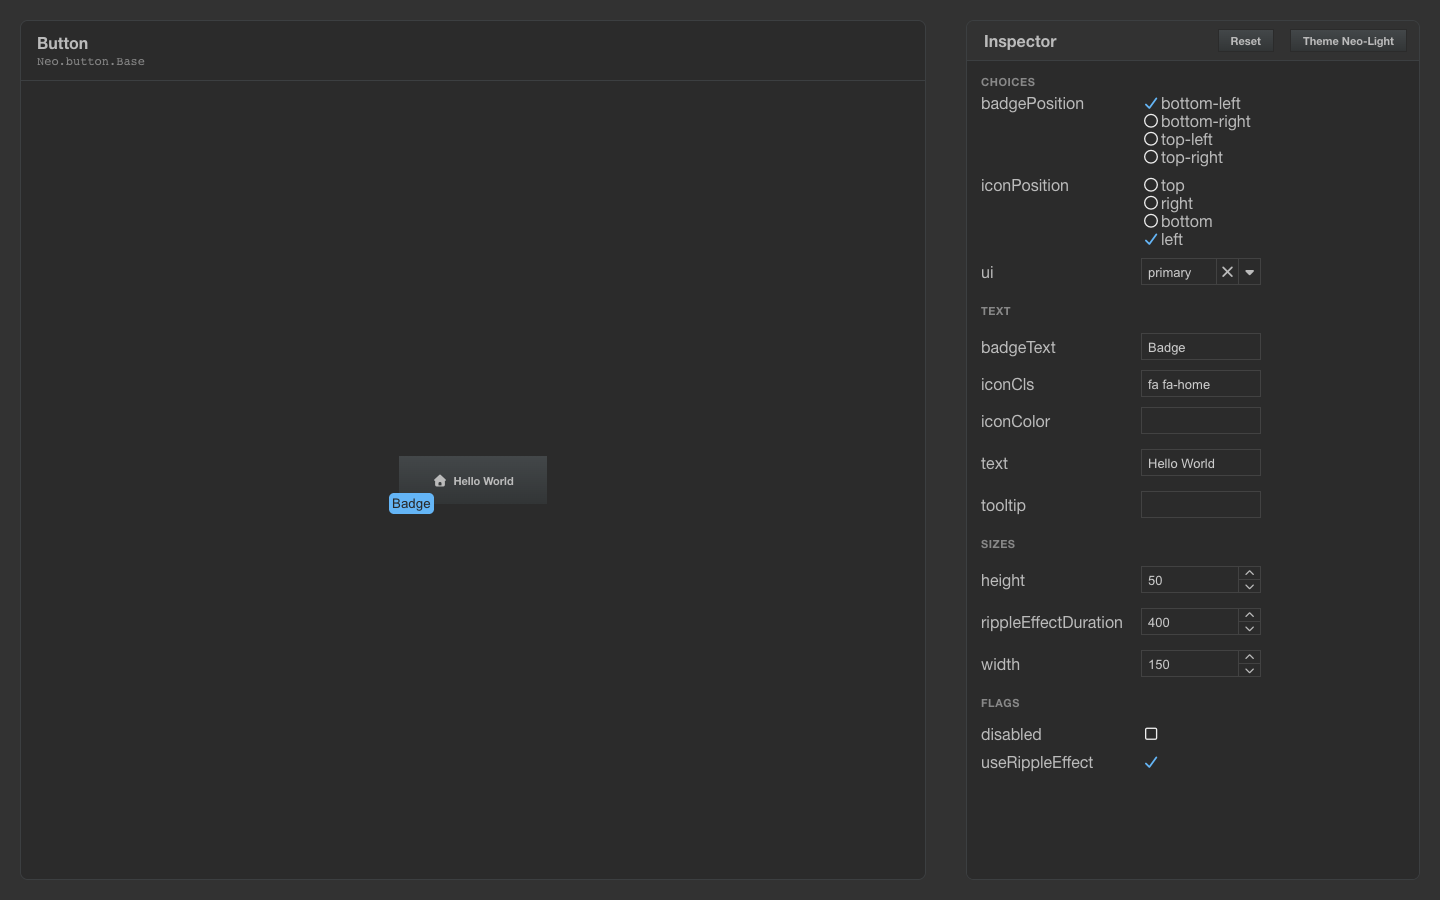 Button
Neo.button.Base
Hello World
Badge
Inspector
Reset
Theme Neo-Light
CHOICES
badgePosition
bottom-left
bottom-right
top-left
top-right
iconPosition
top
right
bottom
left
ui
primary
TEXT
badgeText
Badge
iconCls
fa fa-home
iconColor
text
Hello World
tooltip
SIZES
height
50
rippleEffectDuration
400
width
150
FLAGS
disabled
useRippleEffect